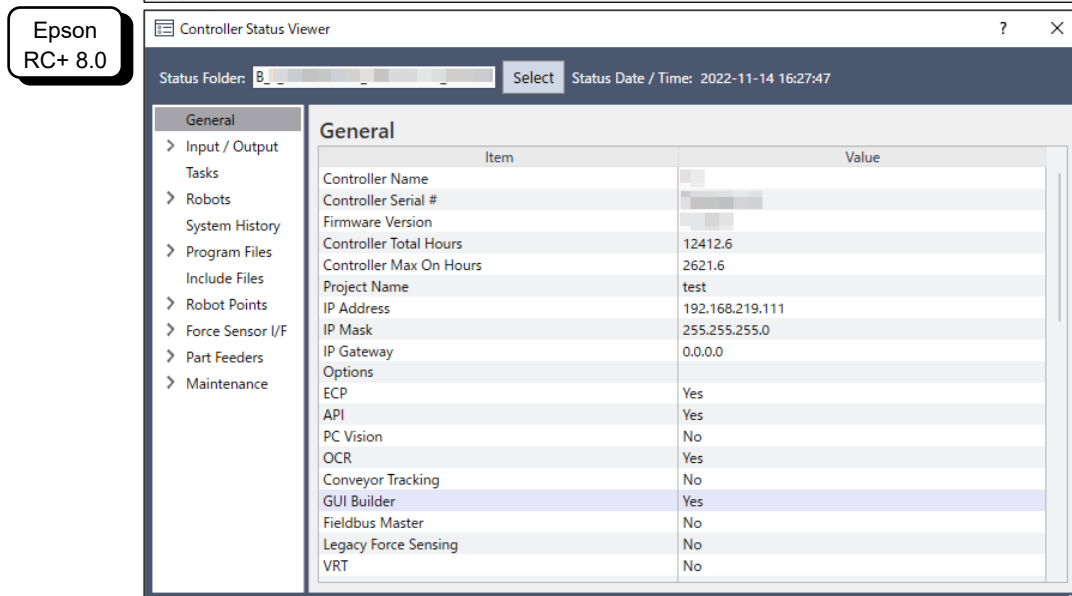 Epson
RC+ 8.0
Controller Status Viewer ?
Status Folder: B_ Select Status Date / Time: 2022-11-14 16:27:47
General
Input / Output
Tasks
Robots
System History
Program Files
Include Files
Robot Points
Force Sensor I/F
Part Feeders
Maintenance
General
Item Value
Controller Name
Controller Serial #
Firmware Version
Controller Total Hours 12412.6
Controller Max On Hours 2621.6
Project Name test
IP Address 192.168.219.111
IP Mask 255.255.255.0
IP Gateway 0.0.0.0
Options
ECP Yes
API Yes
PC Vision No
OCR Yes
Conveyor Tracking No
GUI Builder Yes
Fieldbus Master No
Legacy Force Sensing No
VRT No